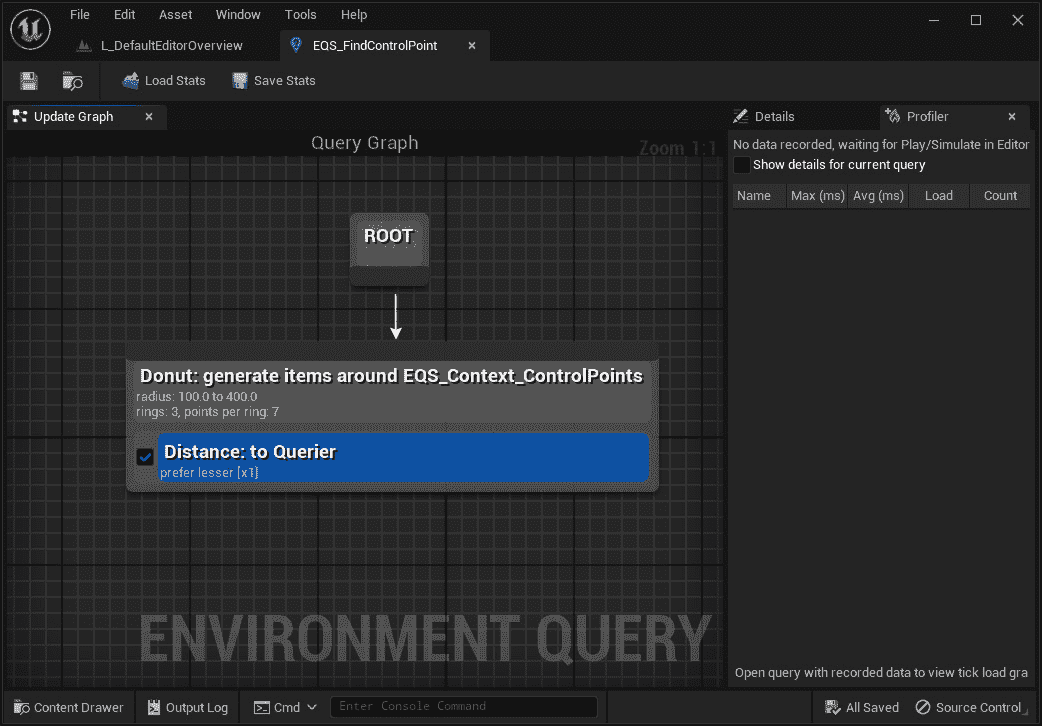 File Edit Asset Window Tools Help
L_DefaultEditorOverview EQS_FindControlPoint
Load Stats Save Stats
Update Graph Details Profiler
Query Graph
Zoom 1:1
No data recorded, waiting for Play/Simulate in Editor
Show details for current query
Name Max (ms) Avg (ms) Load Count
ROOT
Donut: generate items around EQS_Context_ControlPoints
radius: 100.0 to 400.0
rings: 3, points per ring: 7
Distance: to Querier
prefer lesser [x1]
ENVIRONMENT QUERY
Open query with recorded data to view tick load gra
Content Drawer Output Log Cmd Enter Console Command All Saved Source Control